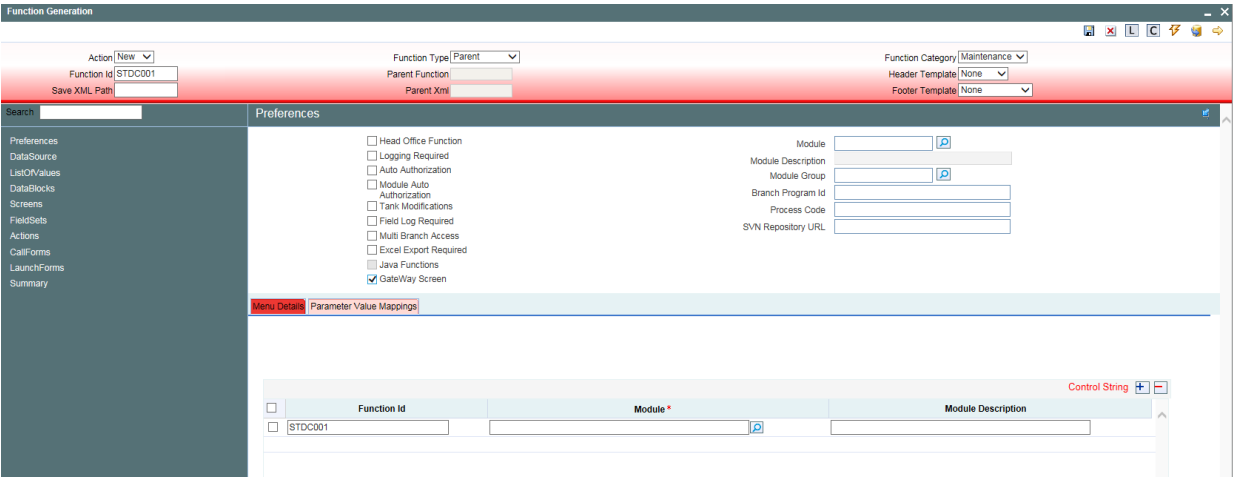 Function Generation
L C
Action New Function Type Parent Function Category Maintenance
Function Id STDC001 Parent Function Header Template None
Save XML Path Parent Xml Footer Template None
Search Preferences
Preferences
DataSource
ListOfValues
DataBlocks
Screens
FieldSets
Actions
CallForms
LaunchForms
Summary
Head Office Function
Logging Required
Auto Authorization
Module Auto
Authorization
Tank Modifications
Field Log Required
Multi Branch Access
Excel Export Required
Java Functions
GateWay Screen
Module
Module Description
Module Group
Branch Program Id
Process Code
SVN Repository URL
Menu Details Parameter Value Mappings
Control String
Function Id Module * Module Description
STDC001